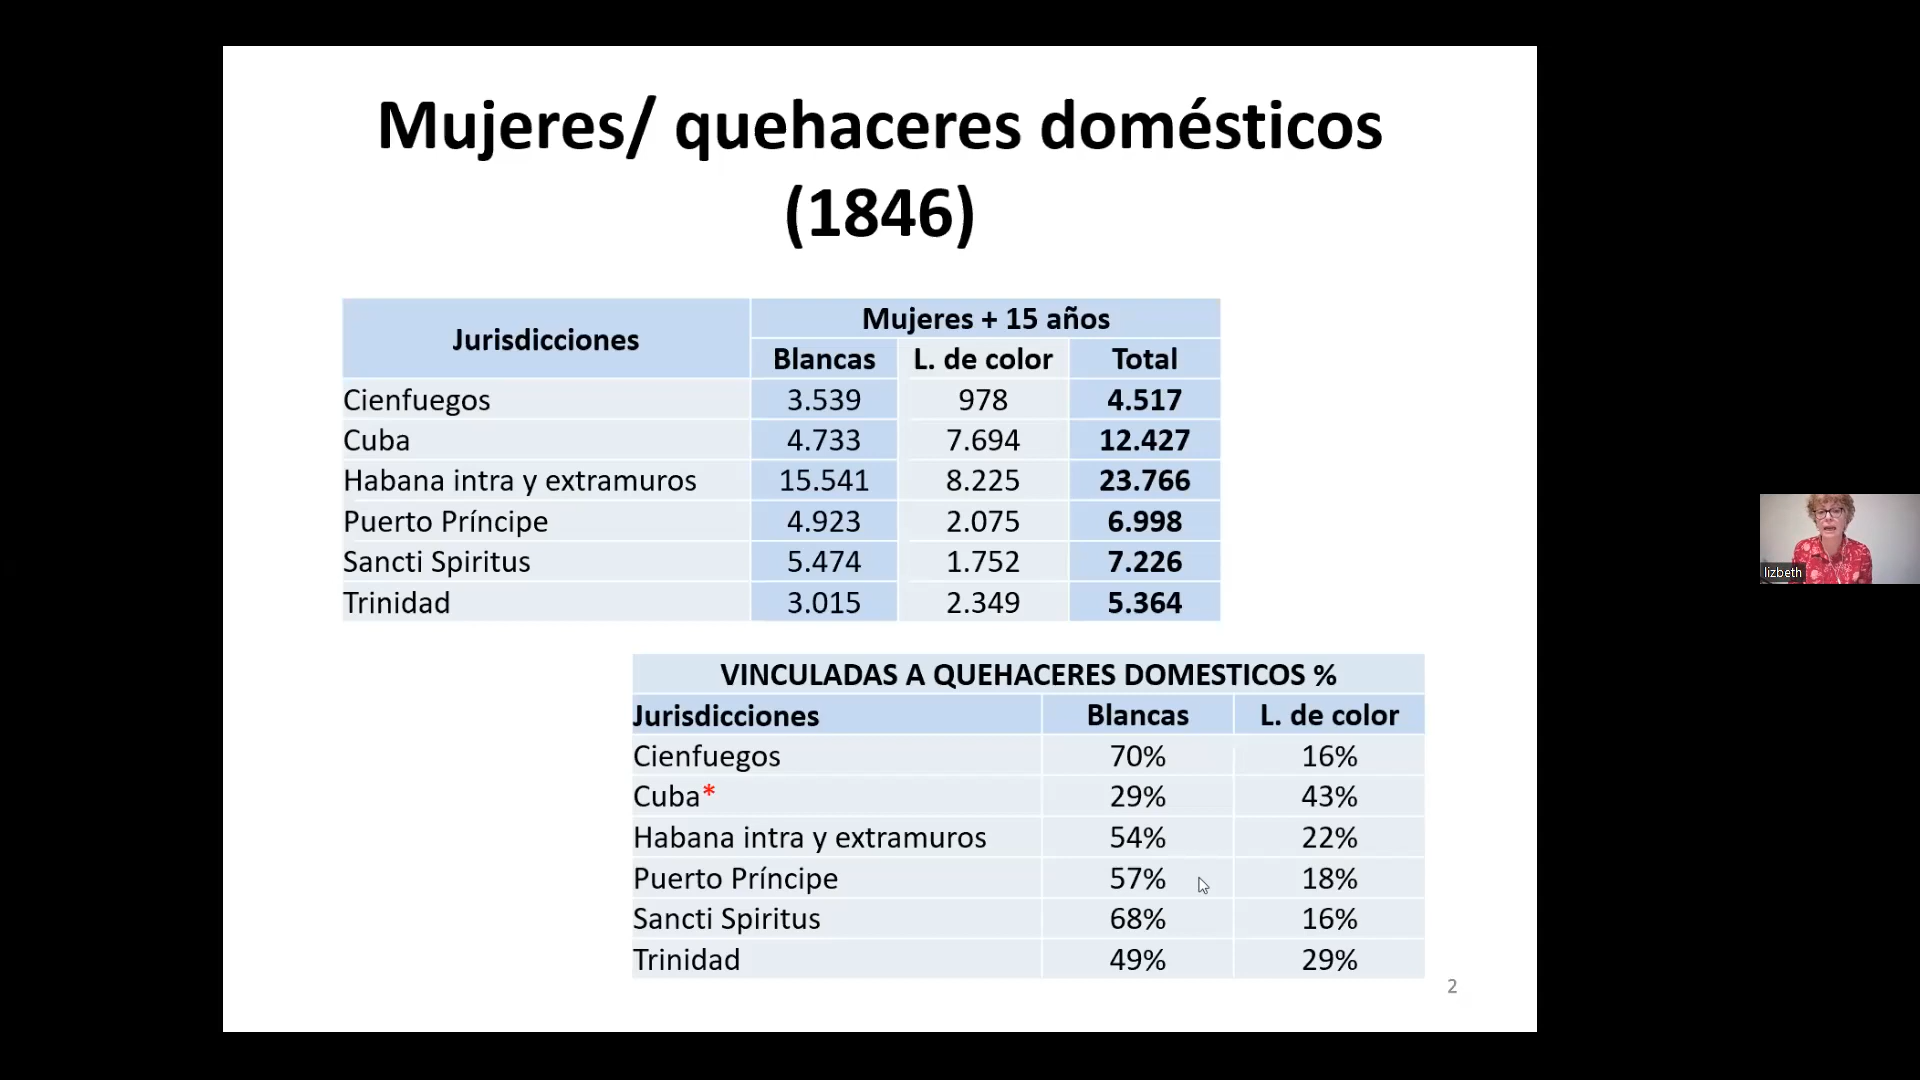 Mujeres/ quehaceres domésticos
(1846)
Jurisdicciones
Mujeres + 15 años
Blancas L. de color Total
Cienfuegos 3.539 978 4.517
Cuba 4.733 7.694 12.427
Habana intra y extramuros 15.541 8.225 23.766
Puerto Príncipe 4.923 2.075 6.998
Sancti Spiritus 5.474 1.752 7.226
Trinidad 3.015 2.349 5.364
VINCULADAS A QUEHACERES DOMESTICOS %
Jurisdicciones Blancas L. de color
Cienfuegos 70% 16%
Cuba* 29% 43%
Habana intra y extramuros 54% 22%
Puerto Príncipe 57% 18%
Sancti Spiritus 68% 16%
Trinidad 49% 29%
2
lizbeth